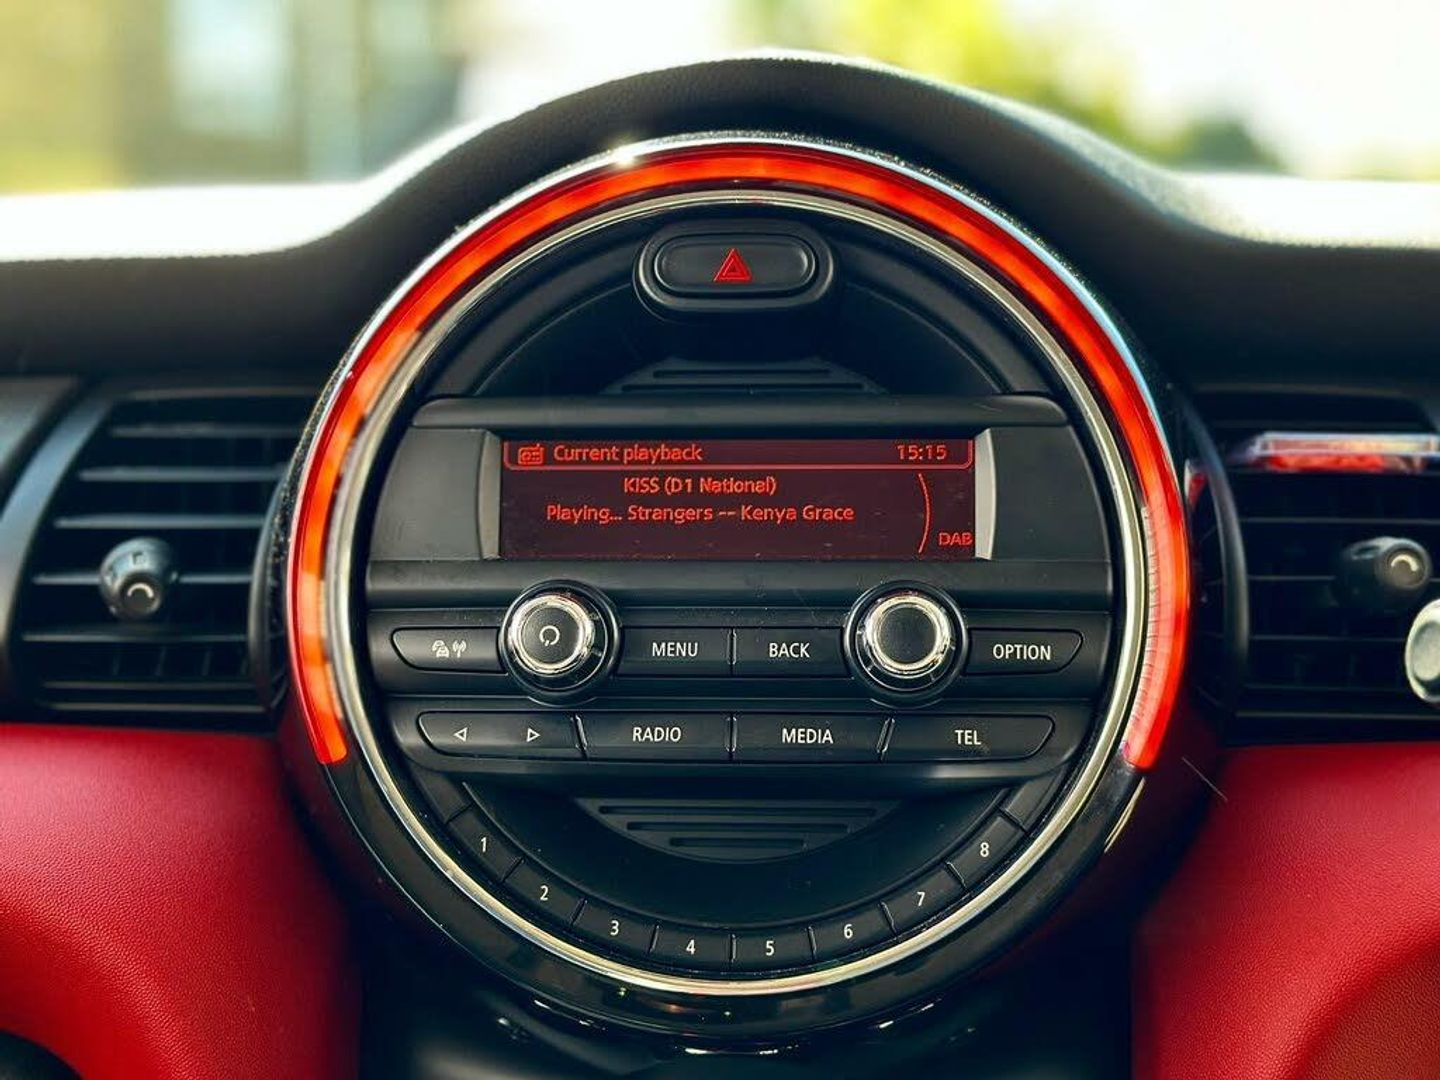 Current playback 15:15
KISS (D1 National)
Playing... Strangers -- Kenya Grace
DAB
MENU BACK OPTION
RADIO MEDIA TEL
1 2 3 4 5 6 7 8